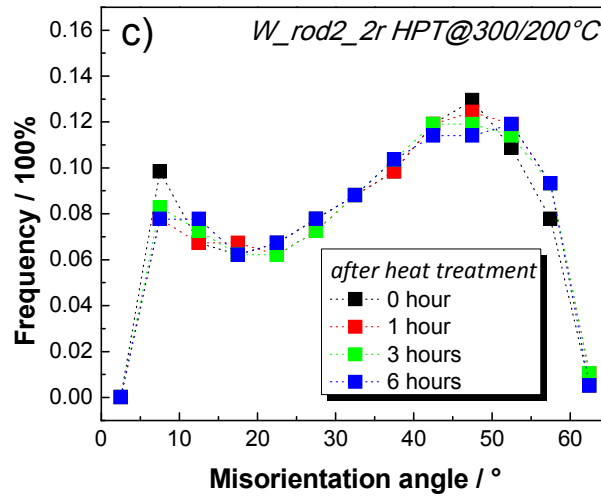 c)
W_rod2_2r HPT@300/200°C
Frequency / 100%
0.16
0.14
0.12
0.10
0.08
0.06
0.04
0.02
0.00
after heat treatment
0 hour
1 hour
3 hours
6 hours
0 10 20 30 40 50 60
Misorientation angle / °